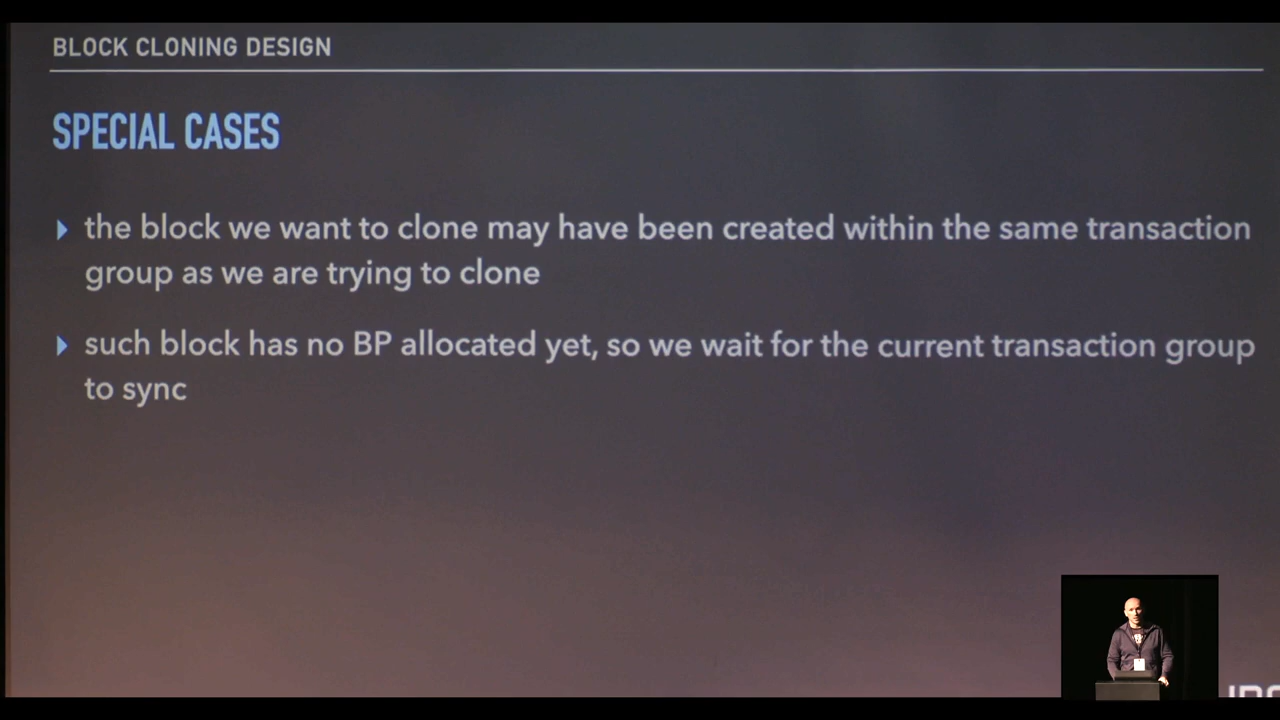 BLOCK CLONING DESIGN
SPECIAL CASES
the block we want to clone may have been created within the same transaction
group as we are trying to clone
such block has no BP allocated yet, so we wait for the current transaction group
to sync